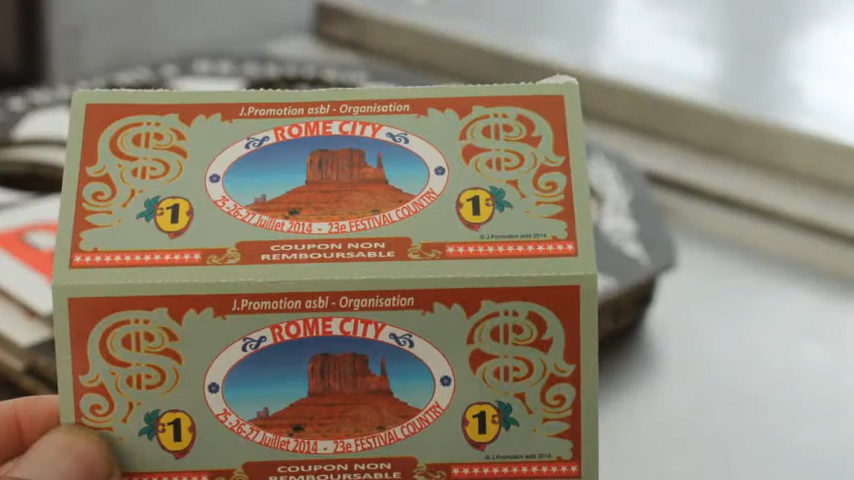 J.Promotion asbl - Organisation
ROME CITY
25-26-27 Juillet 2014 - 23e FESTIVAL COUNTRY
1 1
© J.Promotion asbl 2014
COUPON NON
REMBOURSABLE
J.Promotion asbl - Organisation
ROME CITY
25-26-27 Juillet 2014 - 23e FESTIVAL COUNTRY
1 1
© J.Promotion asbl 2014
COUPON NON
REMBOURSABLE